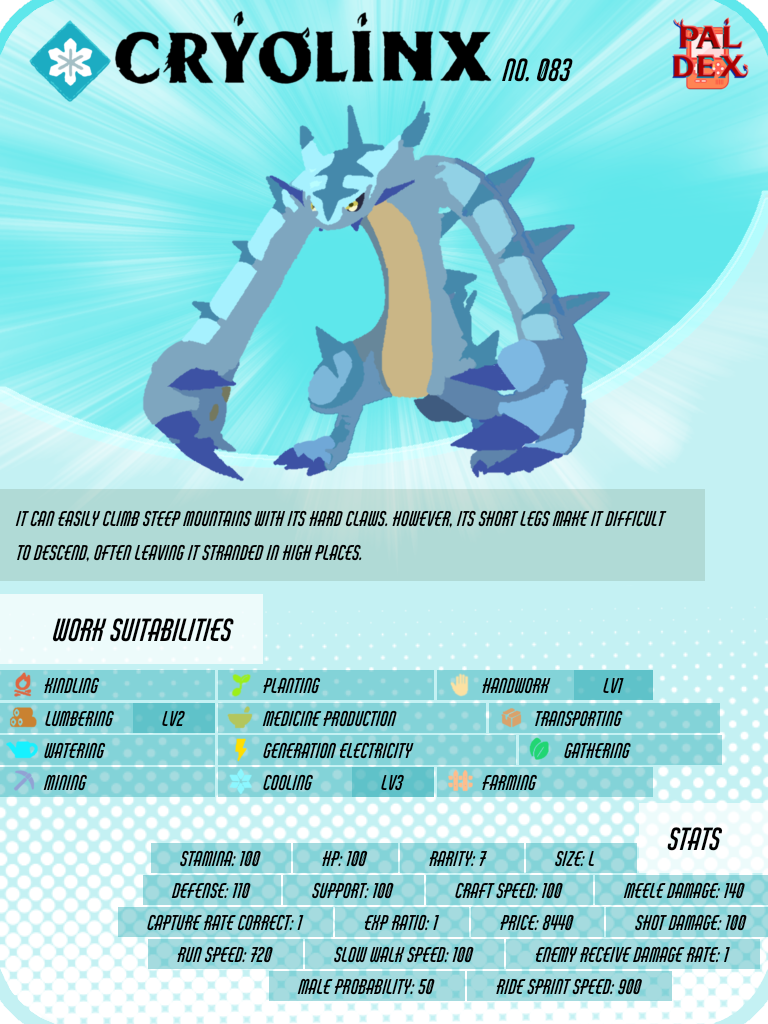 CRYOLINX NO. 083
PAL
DEX
IT CAN EASILY CLIMB STEEP MOUNTAINS WITH ITS HARD CLAWS. HOWEVER, ITS SHORT LEGS MAKE IT DIFFICULT
TO DESCEND, OFTEN LEAVING IT STRANDED IN HIGH PLACES.
WORK SUITABILITIES
KINDLING PLANTING HANDWORK LV1
LUMBERING LV2 MEDICINE PRODUCTION TRANSPORTING
WATERING GENERATION ELECTRICITY GATHERING
MINING COOLING LV3 FARMING
STATS
STAMINA: 100 HP: 100 RARITY: 7 SIZE: L
DEFENSE: 110 SUPPORT: 100 CRAFT SPEED: 100 MEELE DAMAGE: 140
CAPTURE RATE CORRECT: 1 EXP RATIO: 1 PRICE: 8440 SHOT DAMAGE: 100
RUN SPEED: 720 SLOW WALK SPEED: 100 ENEMY RECEIVE DAMAGE RATE: 1
MALE PROBABILITY: 50 RIDE SPRINT SPEED: 900